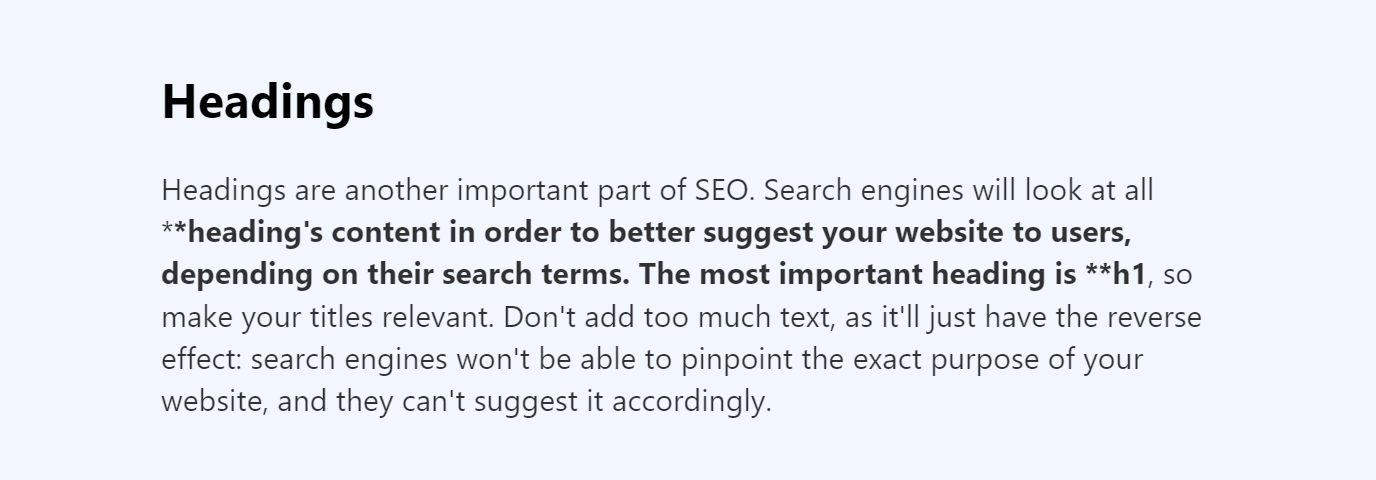 Headings
Headings are another important part of SEO. Search engines will look at all
**heading's content in order to better suggest your website to users,
depending on their search terms. The most important heading is **h1, so
make your titles relevant. Don't add too much text, as it'll just have the reverse
effect: search engines won't be able to pinpoint the exact purpose of your
website, and they can't suggest it accordingly.